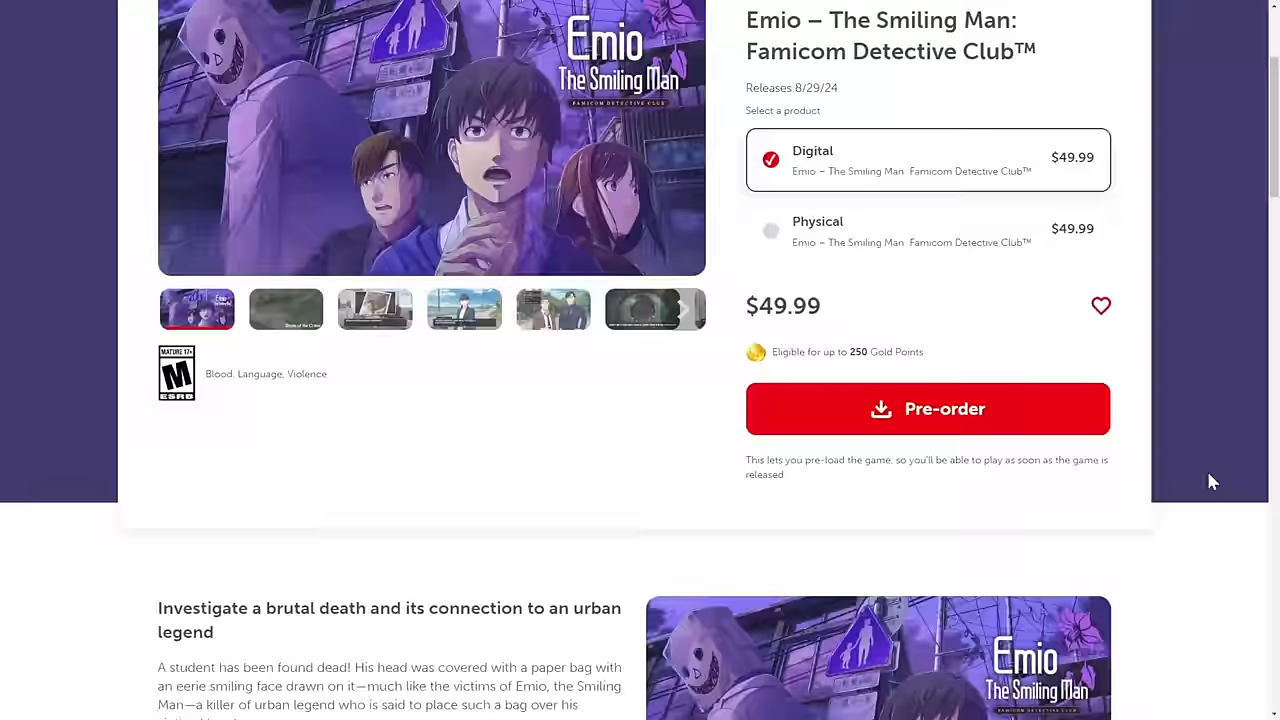 Emio
The Smiling Man
FAMICOM DETECTIVE CLUB
MATURE 17+
M
ESRB
Blood, Language, Violence
Emio – The Smiling Man:
Famicom Detective Club™
Releases 8/29/24
Select a product
Digital
$49.99
Emio – The Smiling Man Famicom Detective Club™
Physical
$49.99
Emio – The Smiling Man Famicom Detective Club™
$49.99
Eligible for up to 250 Gold Points
Pre-order
This lets you pre-load the game, so you'll be able to play as soon as the game is
released
Investigate a brutal death and its connection to an urban
legend
A student has been found dead! His head was covered with a paper bag with
an eerie smiling face drawn on it—much like the victims of Emio, the Smiling
Man—a killer of urban legend who is said to place such a bag over his
Emio
The Smiling Man
FAMICOM DETECTIVE CLUB